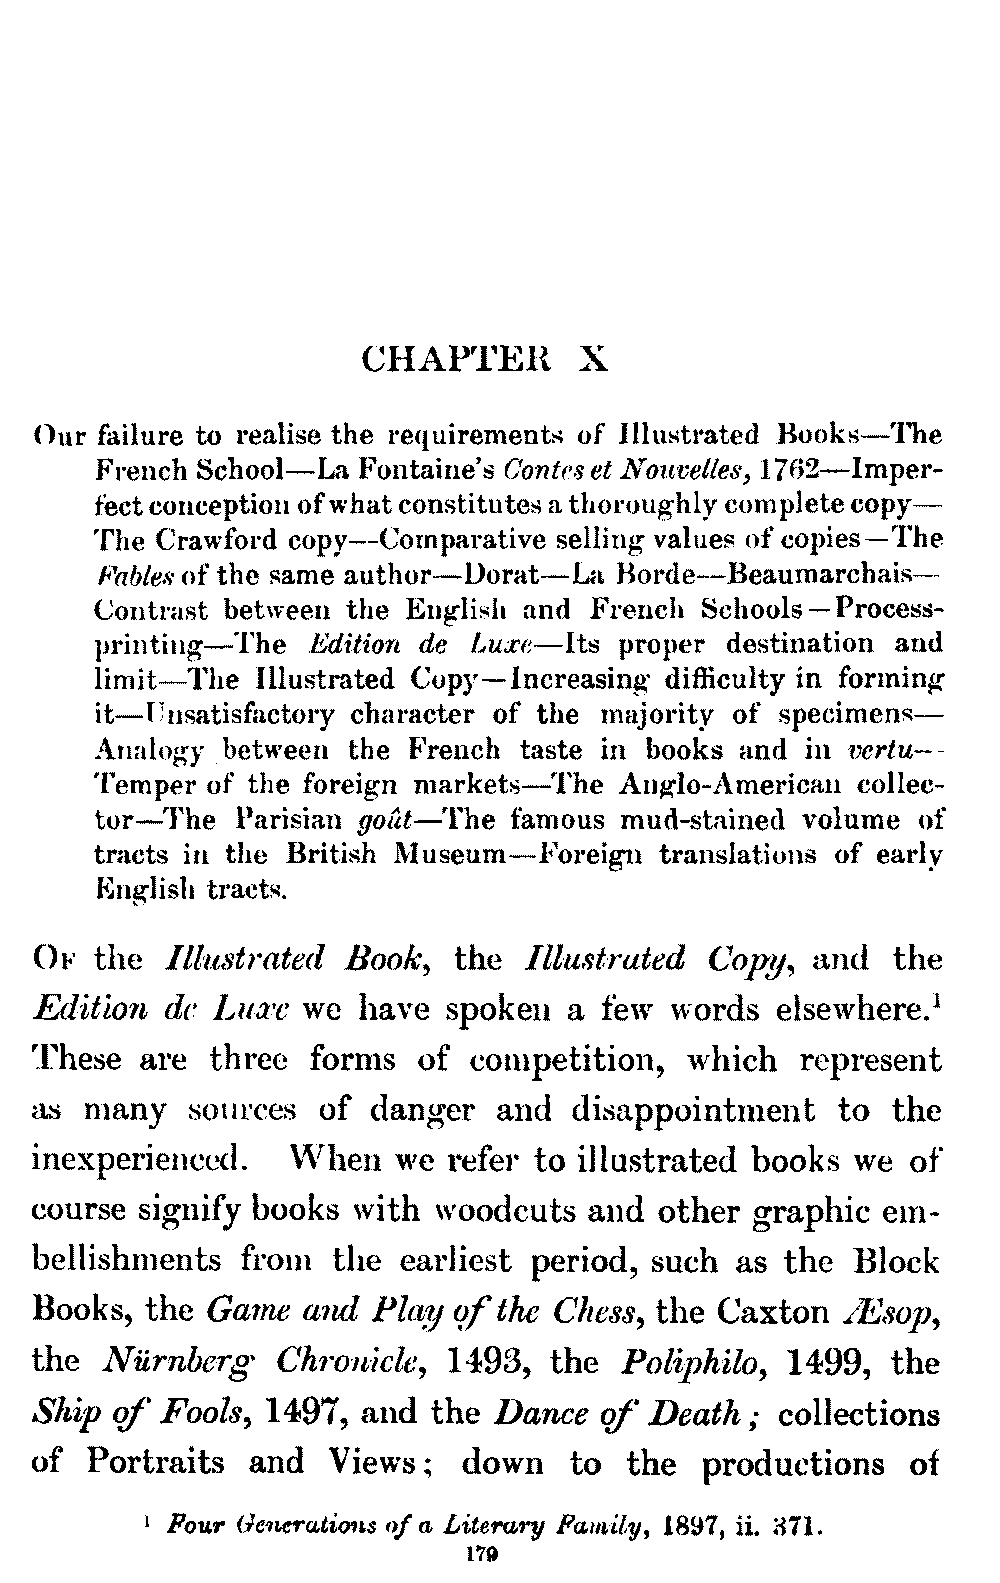 CHAPTER X
Our failure to realise the requirements of Illustrated Books—The
French School—La Fontaine's Contes et Nouvelles, 1762—Imper-
fect conception of what constitutes a thoroughly complete copy—
The Crawford copy—Comparative selling values of copies—The
Fables of the same author—Dorat—La Borde—Beaumarchais—
Contrast between the English and French Schools—Process-
printing—The Edition de Luxe—Its proper destination and
limit—The Illustrated Copy—Increasing difficulty in forming
it—Unsatisfactory character of the majority of specimens—
Analogy between the French taste in books and in vertu—
Temper of the foreign markets—The Anglo-American collec-
tor—The Parisian goût—The famous mud-stained volume of
tracts in the British Museum—Foreign translations of early
English tracts.
OF the Illustrated Book, the Illustrated Copy, and the
Edition de Luxe we have spoken a few words elsewhere.¹
These are three forms of competition, which represent
as many sources of danger and disappointment to the
inexperienced. When we refer to illustrated books we of
course signify books with woodcuts and other graphic em-
bellishments from the earliest period, such as the Block
Books, the Game and Play of the Chess, the Caxton Æsop,
the Nürnberg Chronicle, 1493, the Poliphilo, 1499, the
Ship of Fools, 1497, and the Dance of Death; collections
of Portraits and Views; down to the productions of
¹ Four Generations of a Literary Family, 1897, ii. 371.
179